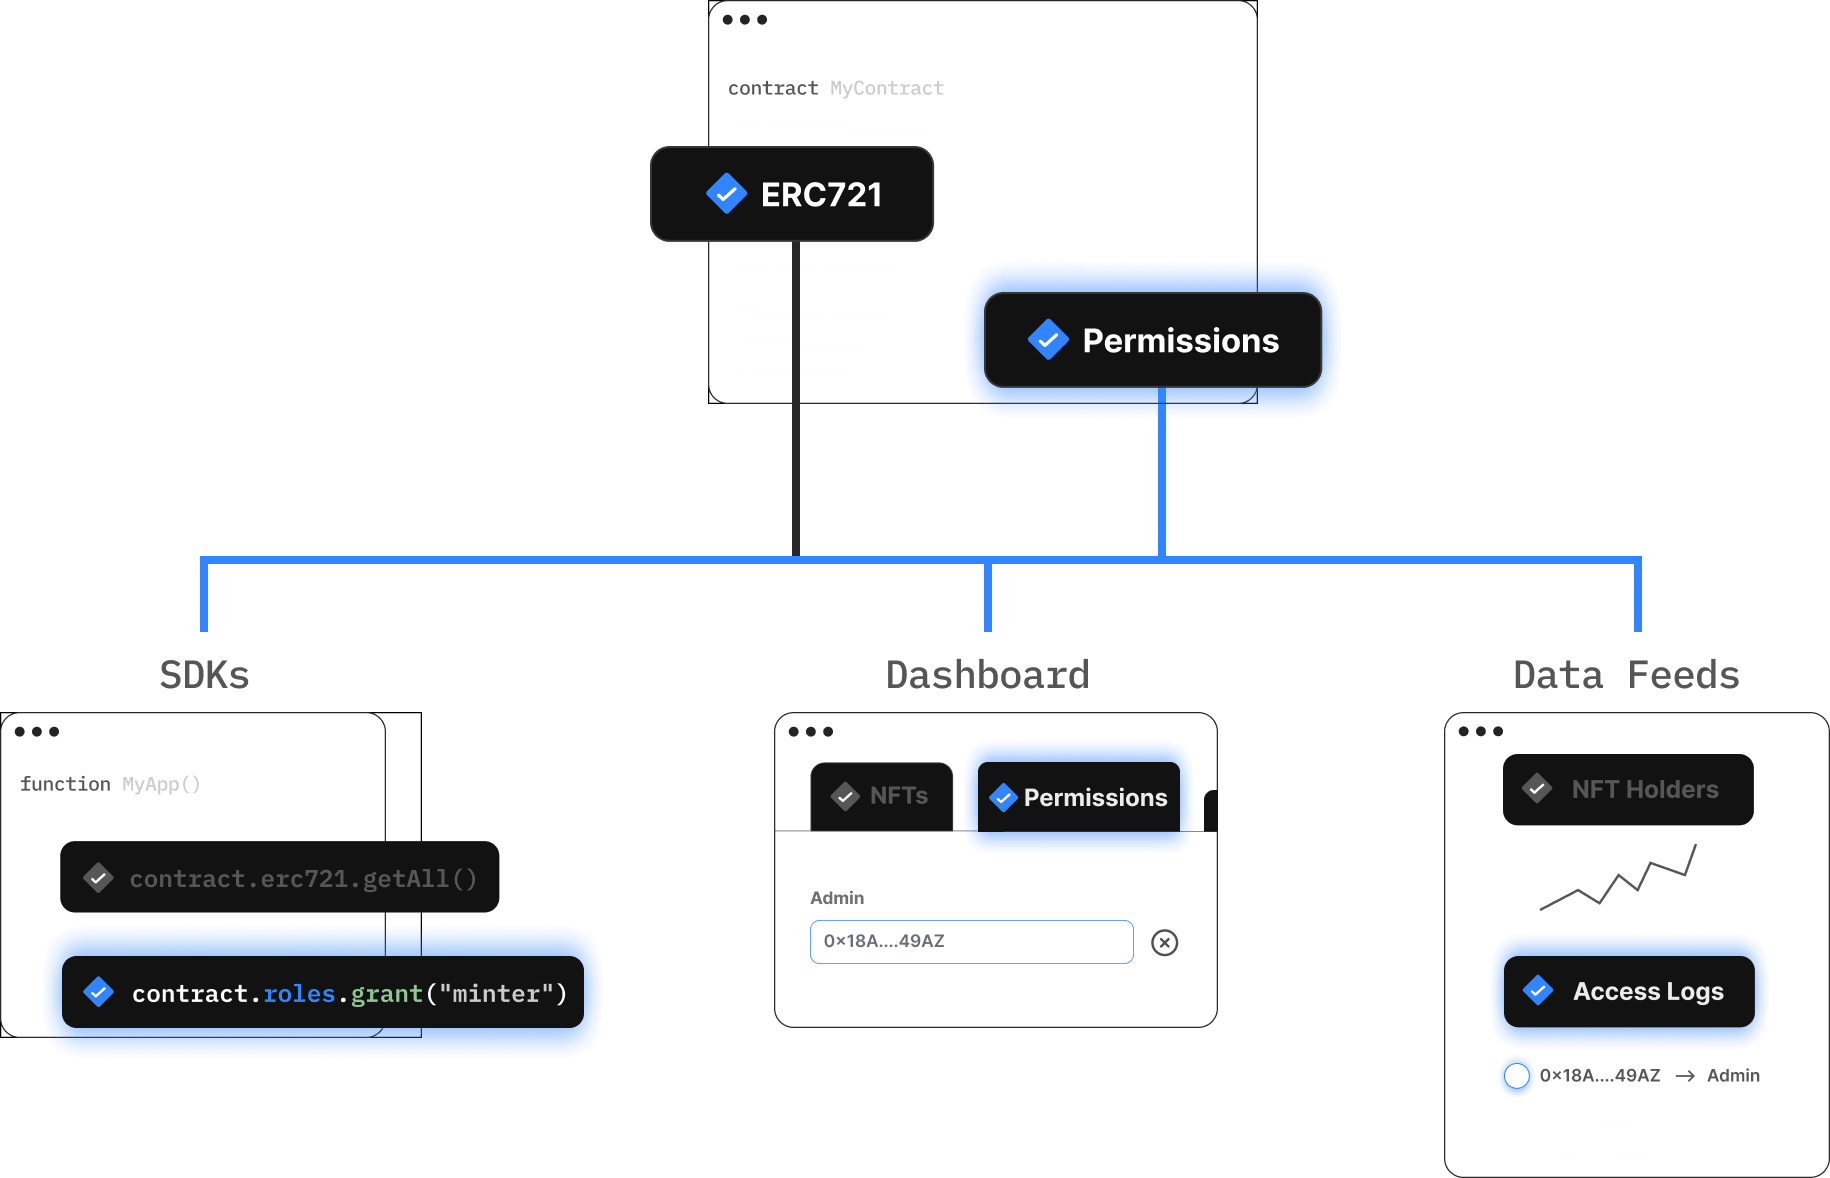 contract MyContract
ERC721
Permissions
SDKs
function MyApp()
contract.erc721.getAll()
contract.roles.grant("minter")
Dashboard
NFTs
Permissions
Admin
0×18A....49AZ
Data Feeds
NFT Holders
Access Logs
0×18A....49AZ → Admin